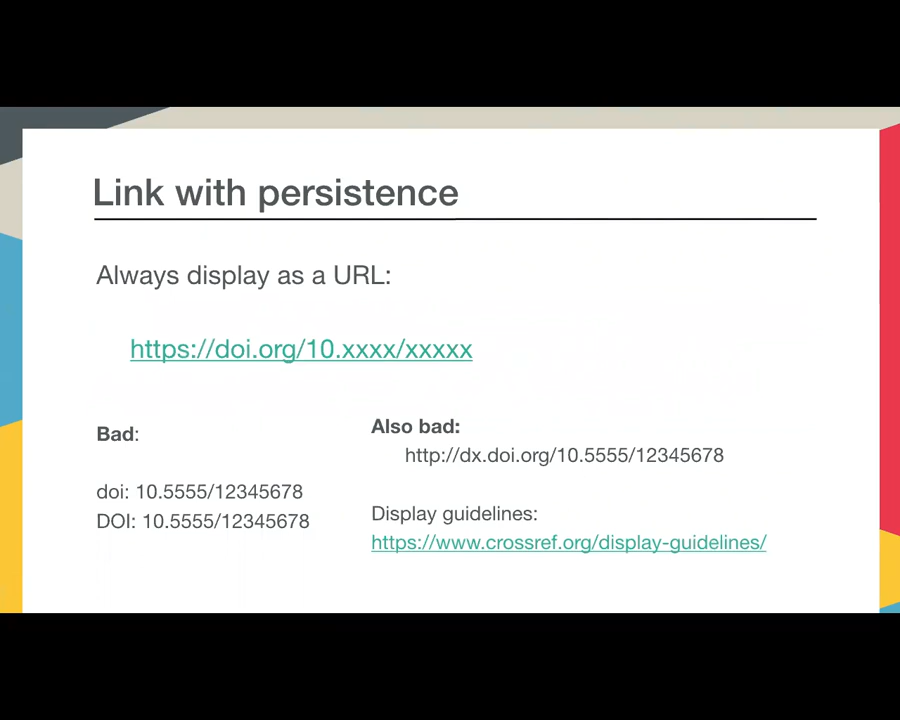 Link with persistence
Always display as a URL:
https://doi.org/10.xxxx/xxxxx
Bad:
doi: 10.5555/12345678
DOI: 10.5555/12345678
Also bad:
http://dx.doi.org/10.5555/12345678
Display guidelines:
https://www.crossref.org/display-guidelines/